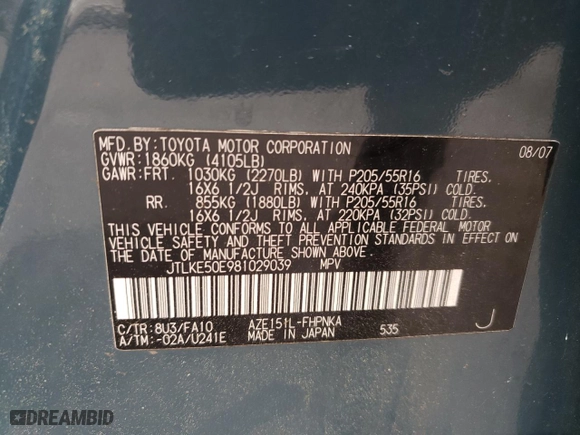 MFD.BY:TOYOTA MOTOR CORPORATION 08/07
GVWR:1860KG (4105LB)
GAWR:FRT. 1030KG (2270LB) WITH P205/55R16 TIRES.
16X6 1/2J RIMS. AT 240KPA (35PSI) COLD.
RR. 855KG (1880LB) WITH P205/55R16 TIRES.
16X6 1/2J RIMS. AT 220KPA (32PSI) COLD.
THIS VEHICLE CONFORMS TO ALL APPLICABLE FEDERAL MOTOR
VEHICLE SAFETY AND THEFT PREVENTION STANDARDS IN EFFECT ON
THE DATE OF MANUFACTURE SHOWN ABOVE.
JTLKE50E981029039 MPV
C/TR:8U3/FA10 AZE151L-FHPNKA
A/TM:-02A/U241E MADE IN JAPAN 535 J
DREAMBID